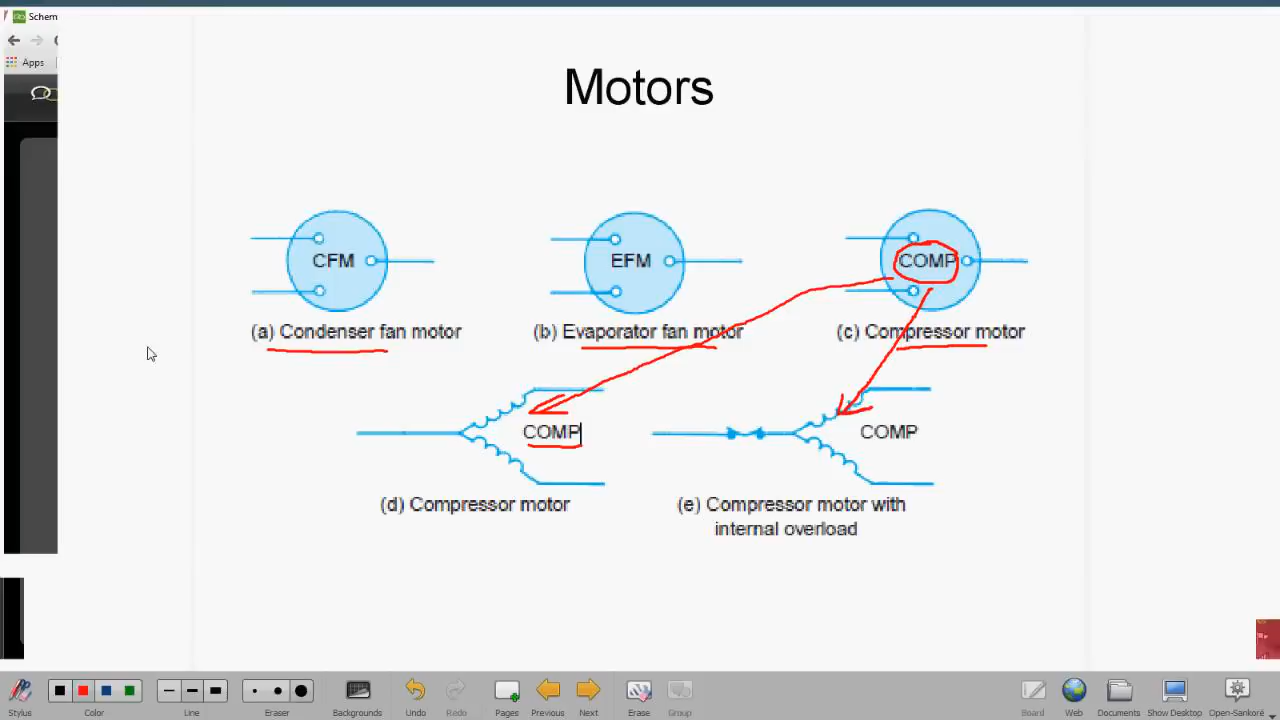 Schem
Apps
Motors
CFM
EFM
COMP
(a) Condenser fan motor
(b) Evaporator fan motor
(c) Compressor motor
COMP
COMP
(d) Compressor motor
(e) Compressor motor with
internal overload
Stylus
Color
Line
Eraser
Backgrounds
Undo
Redo
Pages
Previous
Next
Erase
Group
Board
Web
Documents
Show Desktop
Open-Sankoré